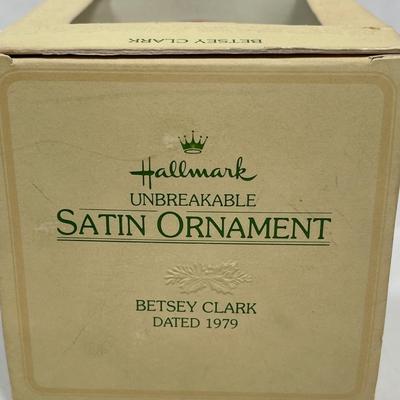 BETSEY CLARK
Hallmark
UNBREAKABLE
SATIN ORNAMENT
BETSEY CLARK
DATED 1979